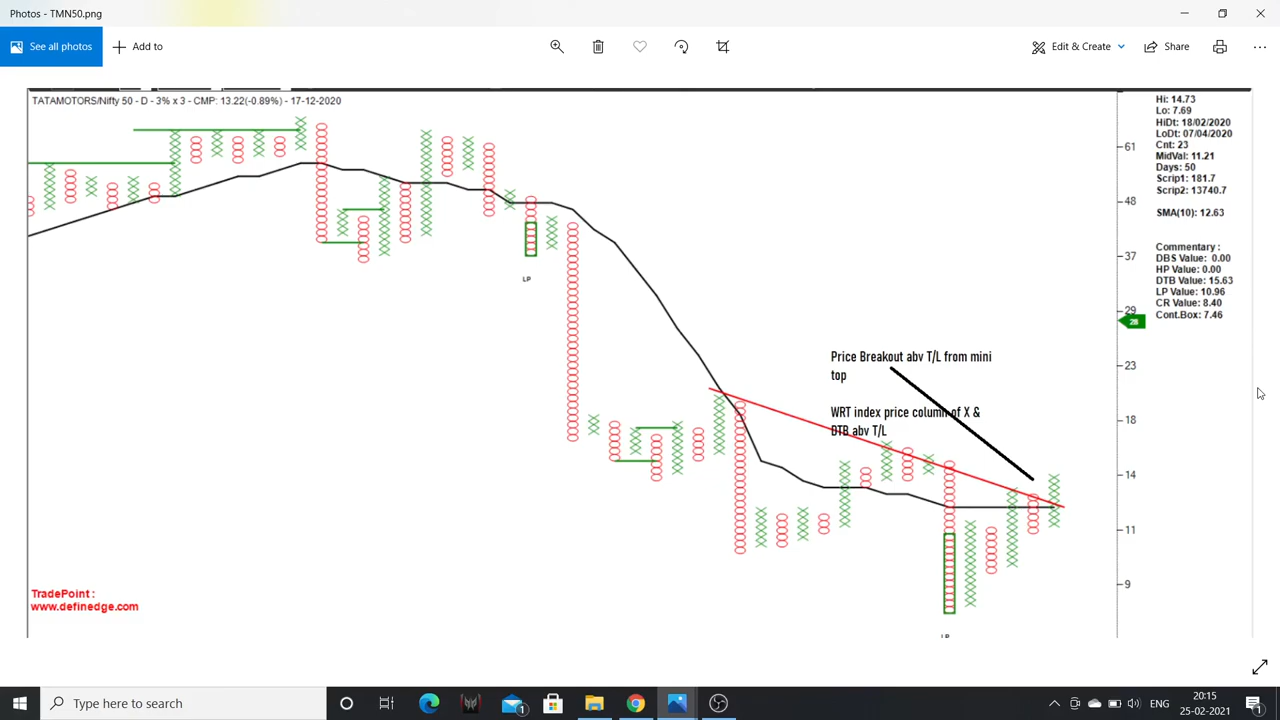 Photos - TMN50.png
See all photos
Add to
Edit & Create
Share
TATAMOTORS/Nifty 50 - D - 3% x 3 - CMP: 13.22(-0.89%) - 17-12-2020
Hi: 14.73
Lo: 7.69
HiDt: 18/02/2020
LoDt: 07/04/2020
Cnt: 23
MidVal: 11.21
Days: 50
Scrip1: 181.7
Scrip2: 13740.7
SMA(10): 12.63
Commentary :
DBS Value: 0.00
HP Value: 0.00
DTB Value: 15.63
LP Value: 10.96
CR Value: 8.40
Cont.Box: 7.46
61
48
37
29
28
23
18
14
11
9
LP
Price Breakout abv T/L from mini
top
WRT index price column of X &
DTB abv T/L
LP
TradePoint :
www.definedge.com
Type here to search
1
ENG
20:15
25-02-2021
1